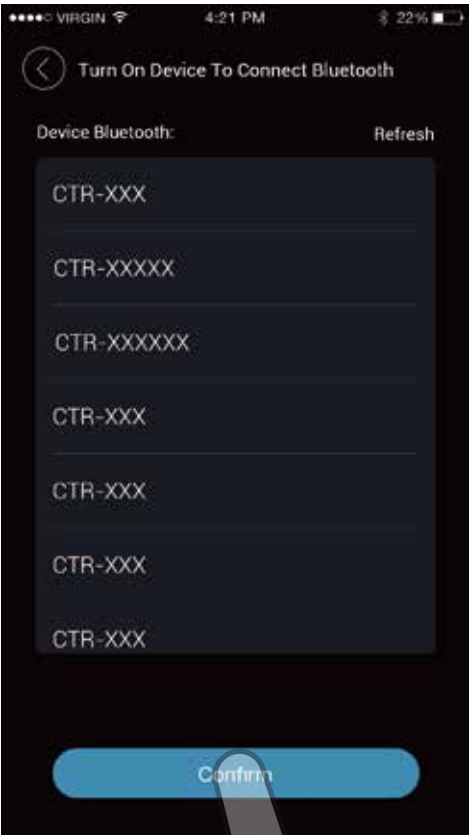 VIRGIN 4:21 PM 22%
Turn On Device To Connect Bluetooth
Device Bluetooth: Refresh
CTR-XXX
CTR-XXXXX
CTR-XXXXXX
CTR-XXX
CTR-XXX
CTR-XXX
CTR-XXX
Confirm